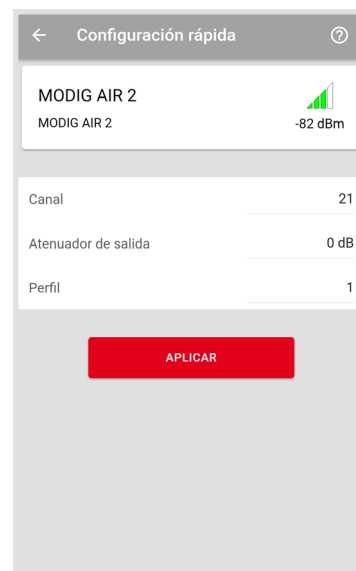 Configuración rápida
MODIG AIR 2
MODIG AIR 2
-82 dBm
Canal 21
Atenuador de salida 0 dB
Perfil 1
APLICAR